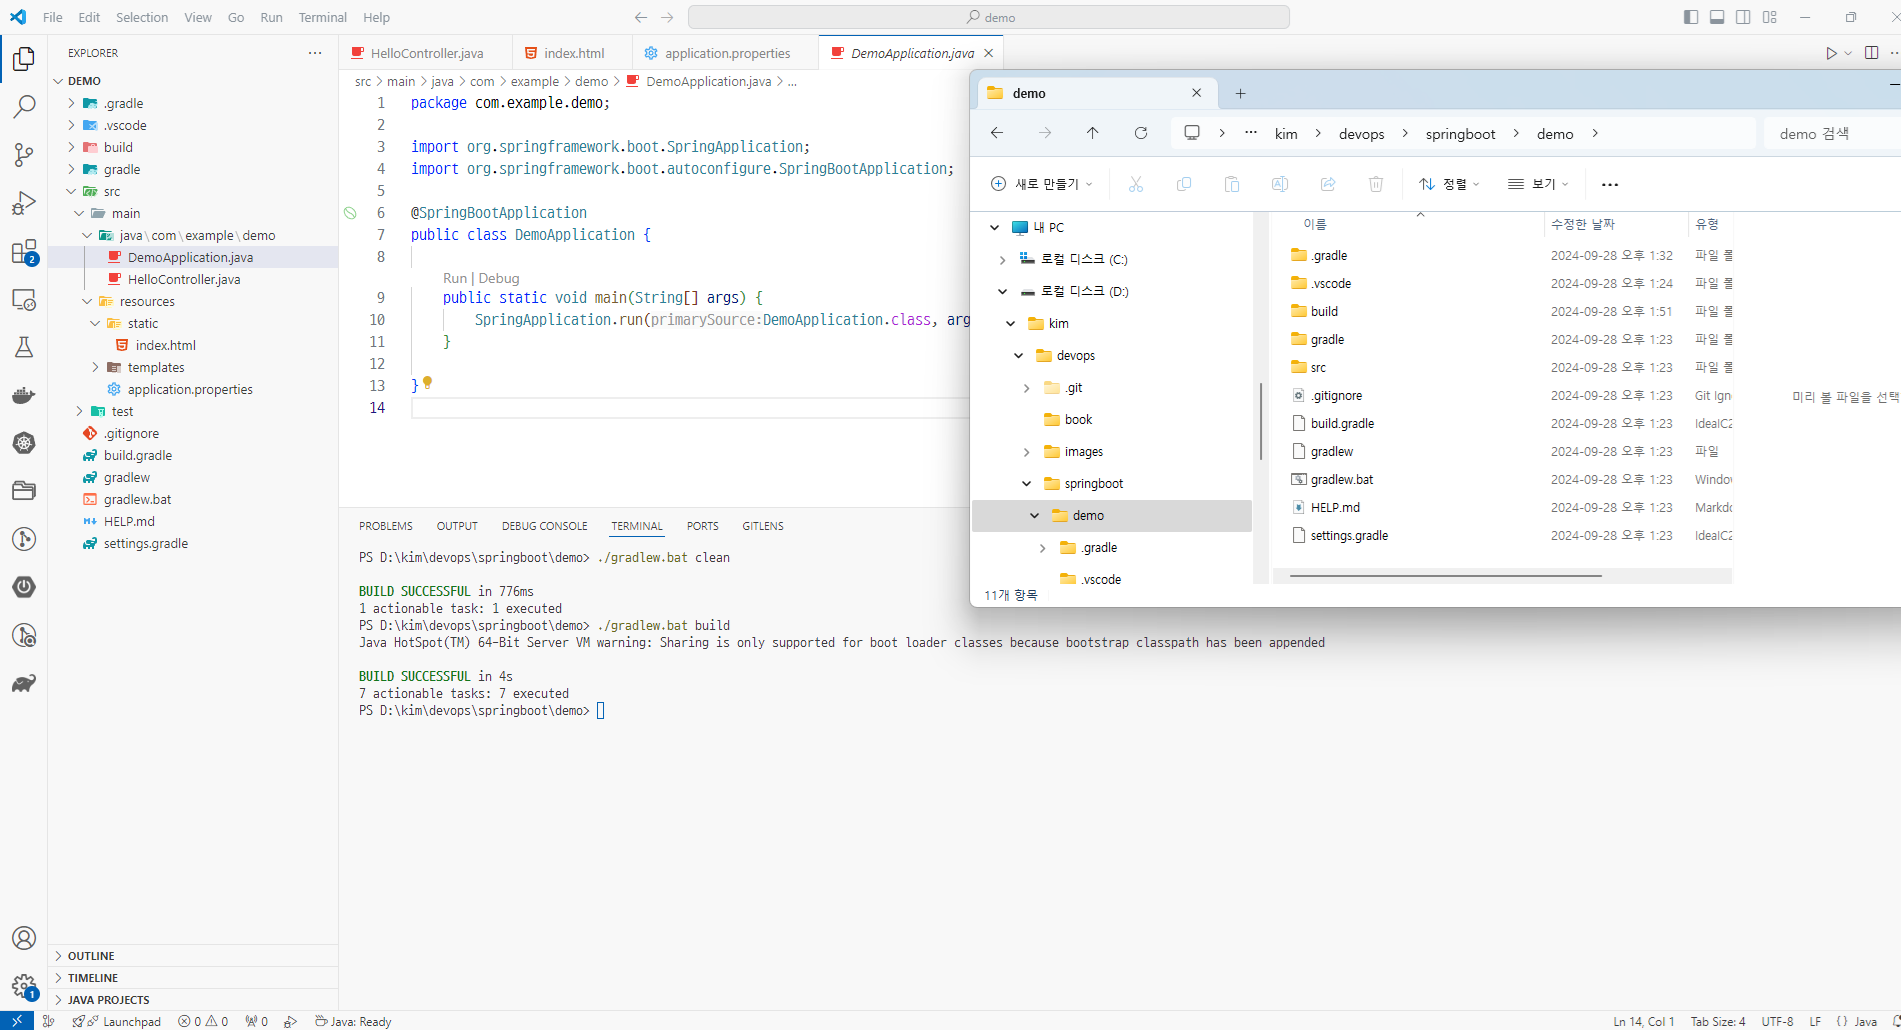 File Edit Selection View Go Run Terminal Help
demo
EXPLORER
DEMO
.gradle
.vscode
build
gradle
src
main
java\com\example\demo
DemoApplication.java
HelloController.java
resources
static
index.html
templates
application.properties
test
.gitignore
build.gradle
gradlew
gradlew.bat
HELP.md
settings.gradle
OUTLINE
TIMELINE
JAVA PROJECTS
2
1
HelloController.java index.html application.properties DemoApplication.java
src > main > java > com > example > demo > DemoApplication.java > ...
1 package com.example.demo;
2
3 import org.springframework.boot.SpringApplication;
4 import org.springframework.boot.autoconfigure.SpringBootApplication;
5
6 @SpringBootApplication
7 public class DemoApplication {
8
Run | Debug
9 public static void main(String[] args) {
10 SpringApplication.run(primarySource:DemoApplication.class, arg
11 }
12
13 }
14
PROBLEMS OUTPUT DEBUG CONSOLE TERMINAL PORTS GITLENS
PS D:\kim\devops\springboot\demo> ./gradlew.bat clean
BUILD SUCCESSFUL in 776ms
1 actionable task: 1 executed
PS D:\kim\devops\springboot\demo> ./gradlew.bat build
Java HotSpot(TM) 64-Bit Server VM warning: Sharing is only supported for boot loader classes because bootstrap classpath has been appended
BUILD SUCCESSFUL in 4s
7 actionable tasks: 7 executed
PS D:\kim\devops\springboot\demo>
demo
kim > devops > springboot > demo >
demo 검색
새로 만들기
정렬
보기
내 PC
로컬 디스크 (C:)
로컬 디스크 (D:)
kim
devops
.git
book
images
springboot
demo
.gradle
.vscode
이름 수정한 날짜 유형
.gradle 2024-09-28 오후 1:32 파일 폴
.vscode 2024-09-28 오후 1:24 파일 폴
build 2024-09-28 오후 1:51 파일 폴
gradle 2024-09-28 오후 1:23 파일 폴
src 2024-09-28 오후 1:23 파일 폴
.gitignore 2024-09-28 오후 1:23 Git Ign
build.gradle 2024-09-28 오후 1:23 IdeaIC2
gradlew 2024-09-28 오후 1:23 파일
gradlew.bat 2024-09-28 오후 1:23 Window
HELP.md 2024-09-28 오후 1:23 Markdo
settings.gradle 2024-09-28 오후 1:23 IdeaIC2
미리 볼 파일을 선택
11개 항목
Launchpad 0 0 0 Java: Ready
Ln 14, Col 1 Tab Size: 4 UTF-8 LF {} Java